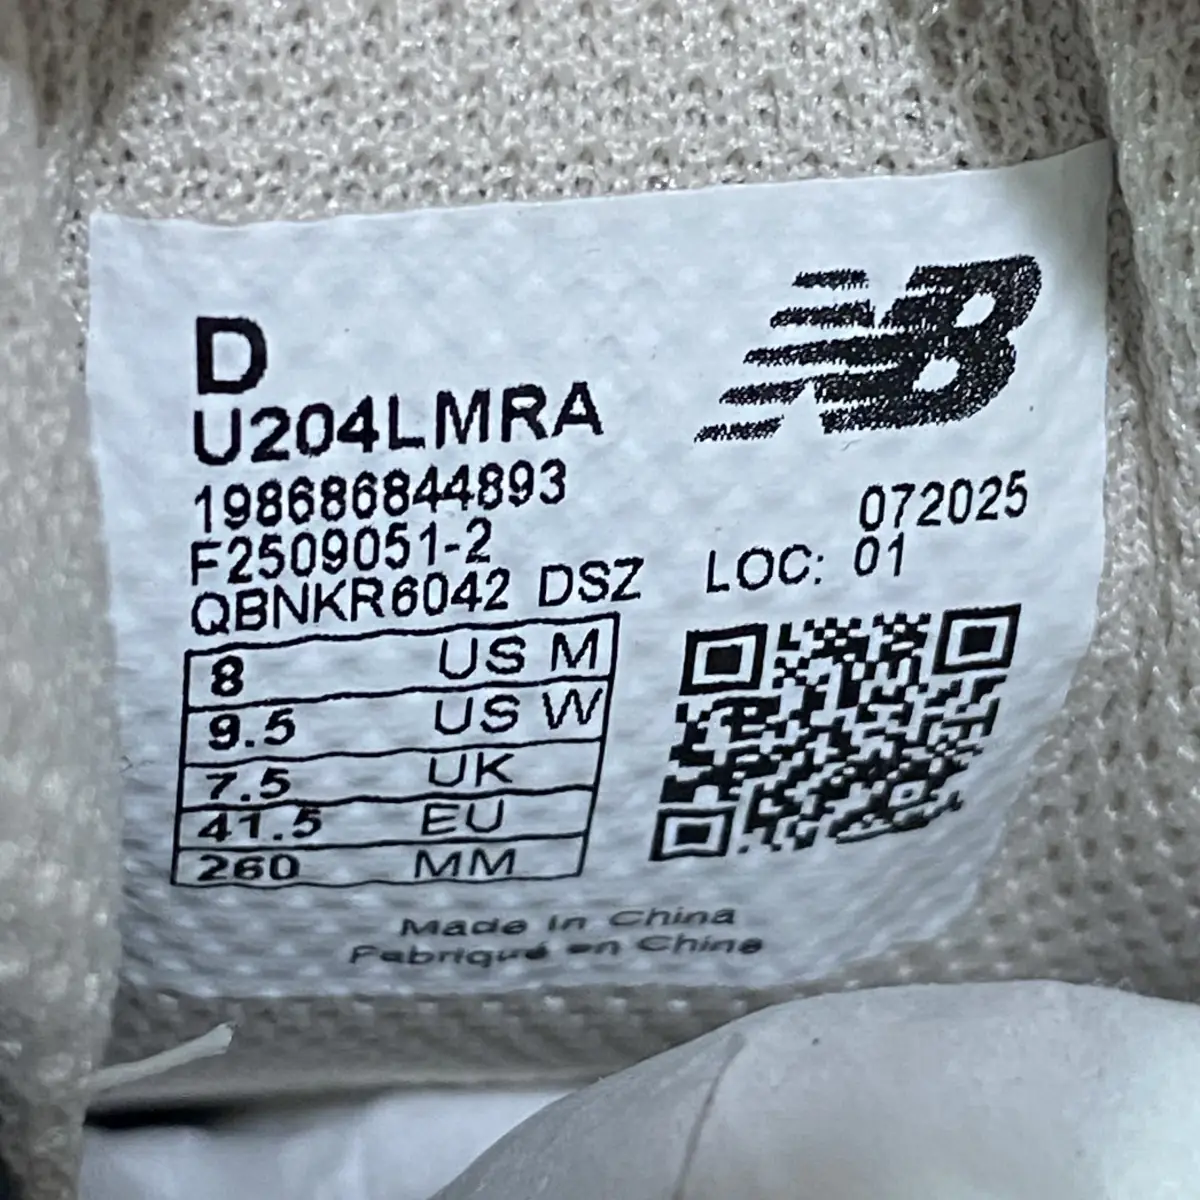 D
NB
U204LMRA
198686844893
072025
F2509051-2
LOC: 01
QBNKR6042 DSZ
8 US M
9.5 US W
7.5 UK
41.5 EU
260 MM
Made in China
Fabriqué en Chine